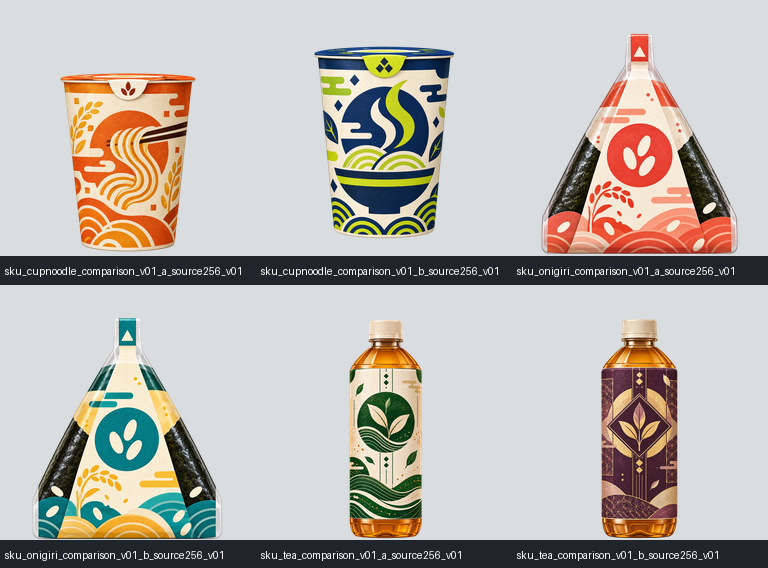 sku_cupnoodle_comparison_v01_a_source256_v01
sku_cupnoodle_comparison_v01_b_source256_v01
sku_onigiri_comparison_v01_a_source256_v01
sku_onigiri_comparison_v01_b_source256_v01
sku_tea_comparison_v01_a_source256_v01
sku_tea_comparison_v01_b_source256_v01